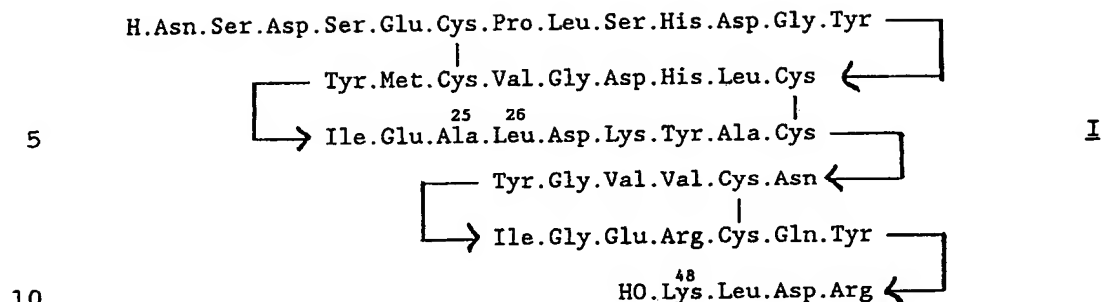 H.Asn.Ser.Asp.Ser.Glu.Cys.Pro.Leu.Ser.His.Asp.Gly.Tyr
Tyr.Met.Cys.Val.Gly.Asp.His.Leu.Cys
25 26
5 Ile.Glu.Ala.Leu.Asp.Lys.Tyr.Ala.Cys I
Tyr.Gly.Val.Val.Cys.Asn
Ile.Gly.Glu.Arg.Cys.Gln.Tyr
48
10 HO.Lys.Leu.Asp.Arg